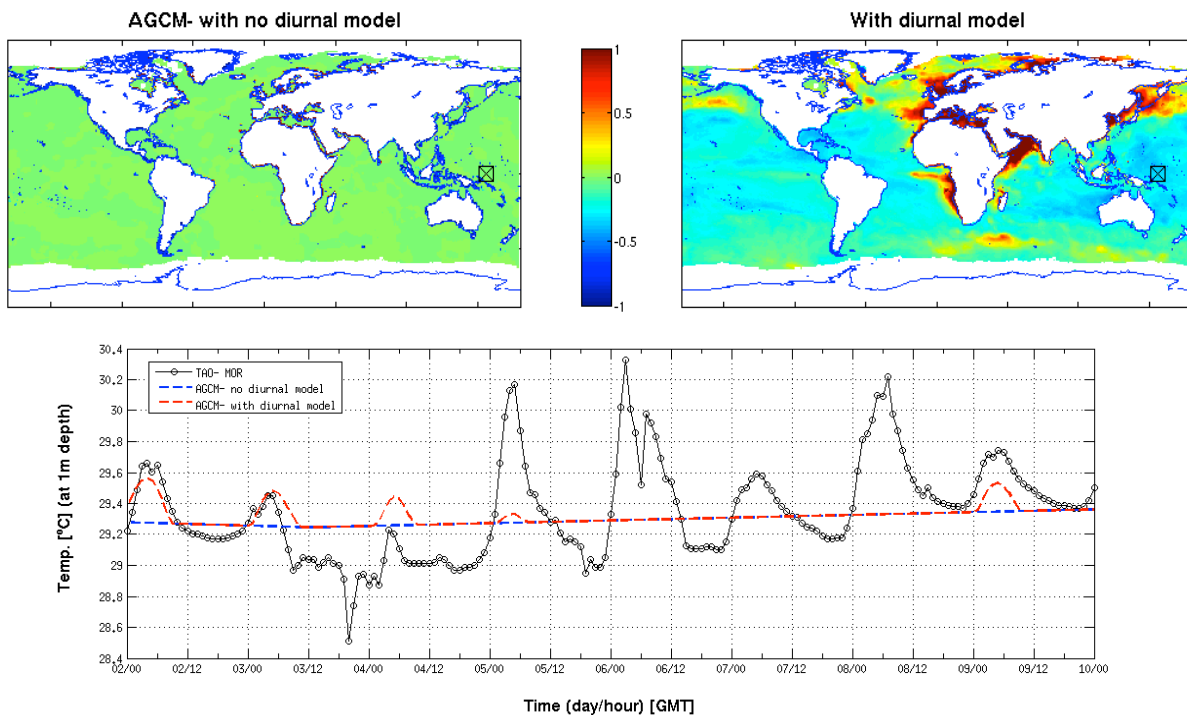 AGCM- with no diurnal model
With diurnal model
1
0.5
0
-0.5
-1
Temp. [ºC] (at 1m depth)
30.4
30.2
30
29.8
29.6
29.4
29.2
29
28.8
28.6
28.4
TAO- MOR
AGCM- no diurnal model
AGCM- with diurnal model
02/00 02/12 03/00 03/12 04/00 04/12 05/00 05/12 06/00 06/12 07/00 07/12 08/00 08/12 09/00 09/12 10/00
Time (day/hour) [GMT]